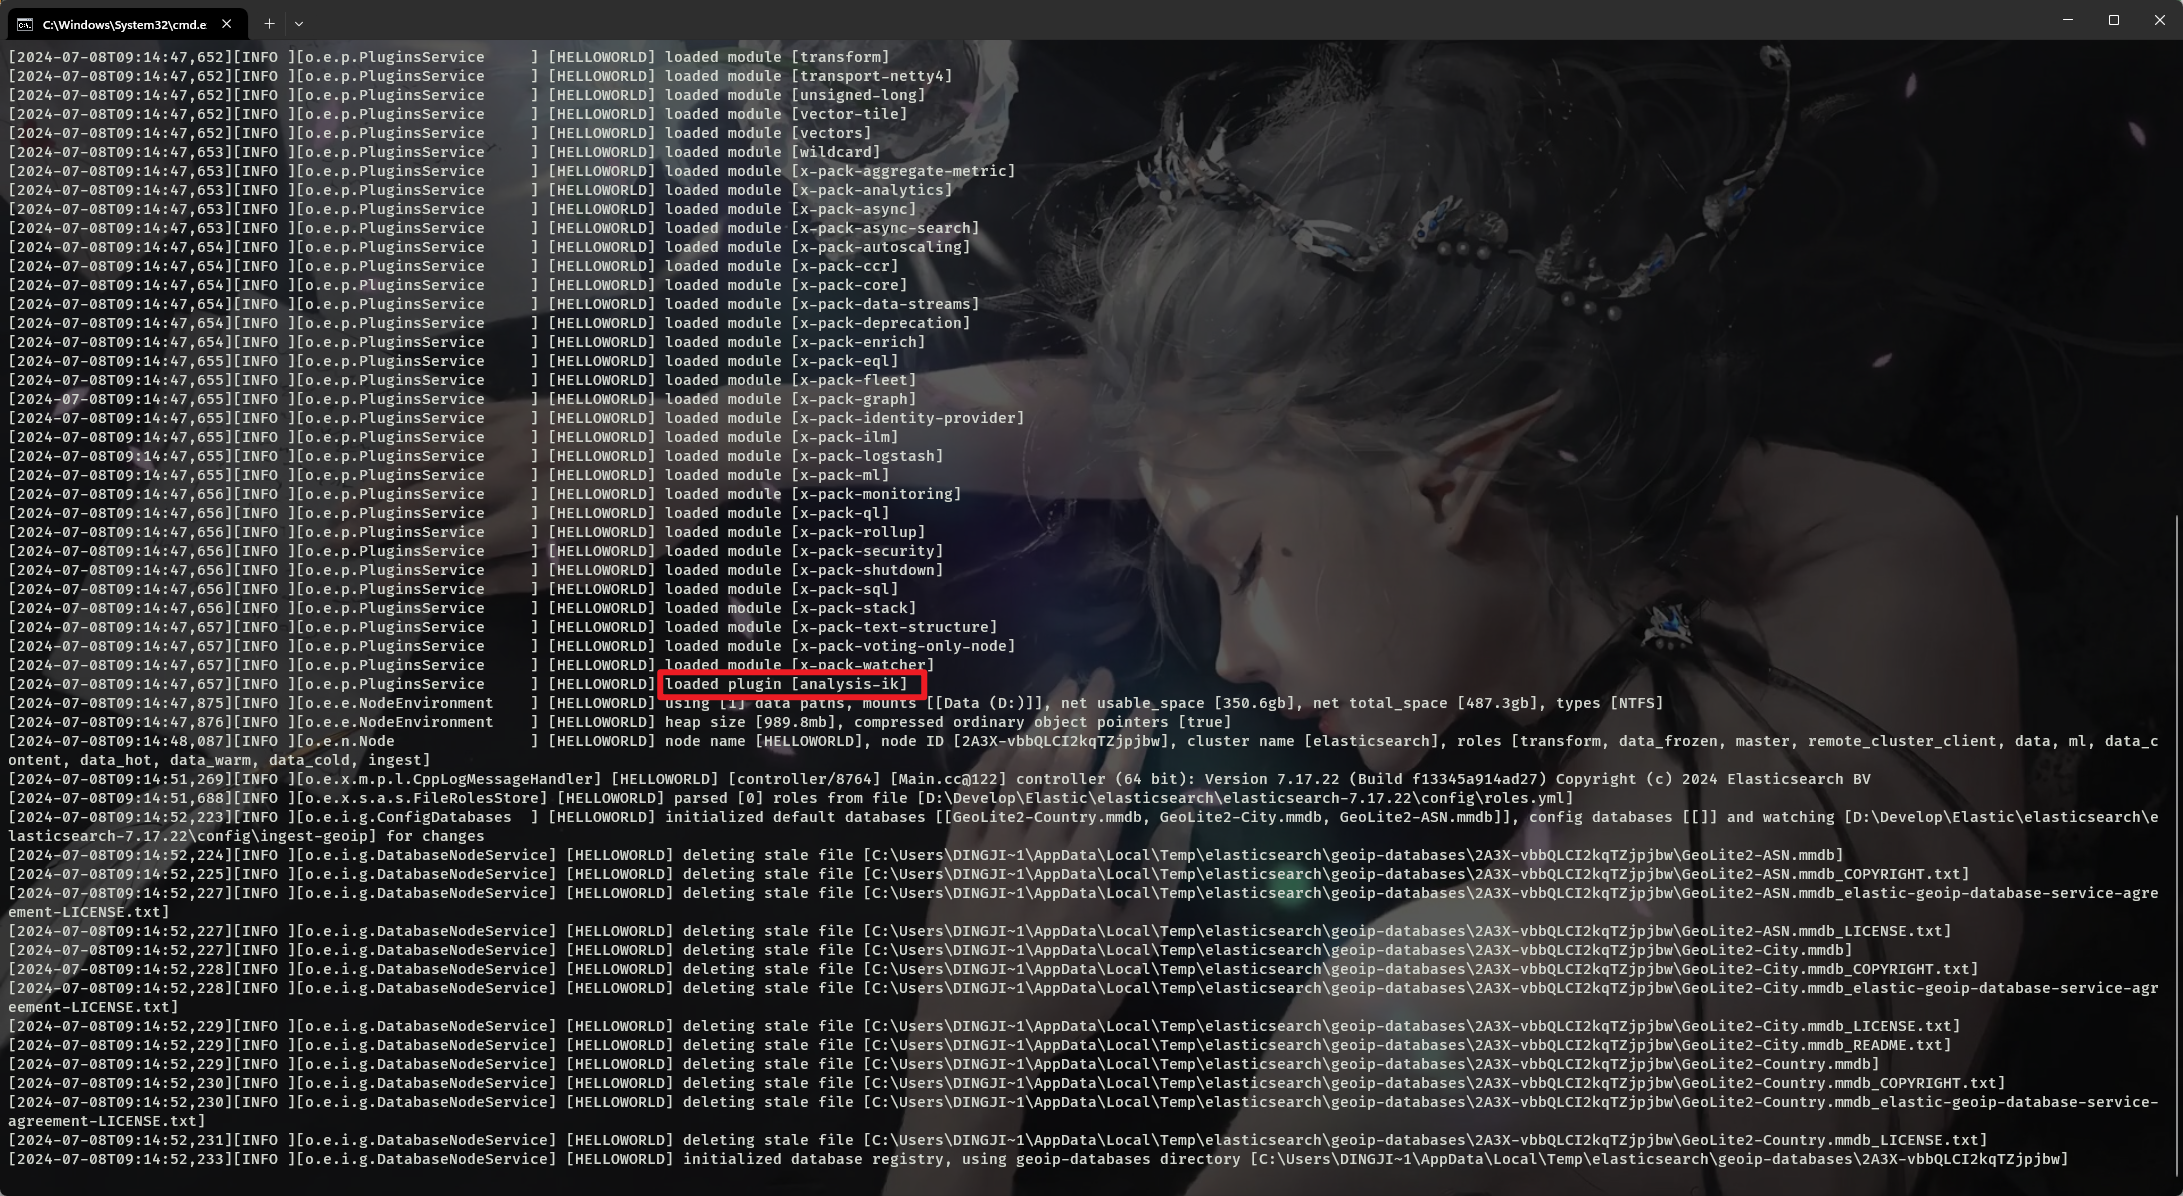 C:\Windows\System32\cmd.e
[2024-07-08T09:14:47,652][INFO ][o.e.p.PluginsService     ] [HELLOWORLD] loaded module [transform]
[2024-07-08T09:14:47,652][INFO ][o.e.p.PluginsService     ] [HELLOWORLD] loaded module [transport-netty4]
[2024-07-08T09:14:47,652][INFO ][o.e.p.PluginsService     ] [HELLOWORLD] loaded module [unsigned-long]
[2024-07-08T09:14:47,652][INFO ][o.e.p.PluginsService     ] [HELLOWORLD] loaded module [vector-tile]
[2024-07-08T09:14:47,652][INFO ][o.e.p.PluginsService     ] [HELLOWORLD] loaded module [vectors]
[2024-07-08T09:14:47,653][INFO ][o.e.p.PluginsService     ] [HELLOWORLD] loaded module [wildcard]
[2024-07-08T09:14:47,653][INFO ][o.e.p.PluginsService     ] [HELLOWORLD] loaded module [x-pack-aggregate-metric]
[2024-07-08T09:14:47,653][INFO ][o.e.p.PluginsService     ] [HELLOWORLD] loaded module [x-pack-analytics]
[2024-07-08T09:14:47,653][INFO ][o.e.p.PluginsService     ] [HELLOWORLD] loaded module [x-pack-async]
[2024-07-08T09:14:47,653][INFO ][o.e.p.PluginsService     ] [HELLOWORLD] loaded module [x-pack-async-search]
[2024-07-08T09:14:47,654][INFO ][o.e.p.PluginsService     ] [HELLOWORLD] loaded module [x-pack-autoscaling]
[2024-07-08T09:14:47,654][INFO ][o.e.p.PluginsService     ] [HELLOWORLD] loaded module [x-pack-ccr]
[2024-07-08T09:14:47,654][INFO ][o.e.p.PluginsService     ] [HELLOWORLD] loaded module [x-pack-core]
[2024-07-08T09:14:47,654][INFO ][o.e.p.PluginsService     ] [HELLOWORLD] loaded module [x-pack-data-streams]
[2024-07-08T09:14:47,654][INFO ][o.e.p.PluginsService     ] [HELLOWORLD] loaded module [x-pack-deprecation]
[2024-07-08T09:14:47,654][INFO ][o.e.p.PluginsService     ] [HELLOWORLD] loaded module [x-pack-enrich]
[2024-07-08T09:14:47,655][INFO ][o.e.p.PluginsService     ] [HELLOWORLD] loaded module [x-pack-eql]
[2024-07-08T09:14:47,655][INFO ][o.e.p.PluginsService     ] [HELLOWORLD] loaded module [x-pack-fleet]
[2024-07-08T09:14:47,655][INFO ][o.e.p.PluginsService     ] [HELLOWORLD] loaded module [x-pack-graph]
[2024-07-08T09:14:47,655][INFO ][o.e.p.PluginsService     ] [HELLOWORLD] loaded module [x-pack-identity-provider]
[2024-07-08T09:14:47,655][INFO ][o.e.p.PluginsService     ] [HELLOWORLD] loaded module [x-pack-ilm]
[2024-07-08T09:14:47,655][INFO ][o.e.p.PluginsService     ] [HELLOWORLD] loaded module [x-pack-logstash]
[2024-07-08T09:14:47,655][INFO ][o.e.p.PluginsService     ] [HELLOWORLD] loaded module [x-pack-ml]
[2024-07-08T09:14:47,656][INFO ][o.e.p.PluginsService     ] [HELLOWORLD] loaded module [x-pack-monitoring]
[2024-07-08T09:14:47,656][INFO ][o.e.p.PluginsService     ] [HELLOWORLD] loaded module [x-pack-ql]
[2024-07-08T09:14:47,656][INFO ][o.e.p.PluginsService     ] [HELLOWORLD] loaded module [x-pack-rollup]
[2024-07-08T09:14:47,656][INFO ][o.e.p.PluginsService     ] [HELLOWORLD] loaded module [x-pack-security]
[2024-07-08T09:14:47,656][INFO ][o.e.p.PluginsService     ] [HELLOWORLD] loaded module [x-pack-shutdown]
[2024-07-08T09:14:47,656][INFO ][o.e.p.PluginsService     ] [HELLOWORLD] loaded module [x-pack-sql]
[2024-07-08T09:14:47,656][INFO ][o.e.p.PluginsService     ] [HELLOWORLD] loaded module [x-pack-stack]
[2024-07-08T09:14:47,657][INFO ][o.e.p.PluginsService     ] [HELLOWORLD] loaded module [x-pack-text-structure]
[2024-07-08T09:14:47,657][INFO ][o.e.p.PluginsService     ] [HELLOWORLD] loaded module [x-pack-voting-only-node]
[2024-07-08T09:14:47,657][INFO ][o.e.p.PluginsService     ] [HELLOWORLD] loaded module [x-pack-watcher]
[2024-07-08T09:14:47,657][INFO ][o.e.p.PluginsService     ] [HELLOWORLD] loaded plugin [analysis-ik]
[2024-07-08T09:14:47,875][INFO ][o.e.e.NodeEnvironment    ] [HELLOWORLD] using [1] data paths, mounts [[Data (D:)]], net usable_space [350.6gb], net total_space [487.3gb], types [NTFS]
[2024-07-08T09:14:47,876][INFO ][o.e.e.NodeEnvironment    ] [HELLOWORLD] heap size [989.8mb], compressed ordinary object pointers [true]
[2024-07-08T09:14:48,087][INFO ][o.e.n.Node               ] [HELLOWORLD] node name [HELLOWORLD], node ID [2A3X-vbbQLCI2kqTZjpjbw], cluster name [elasticsearch], roles [transform, data_frozen, master, remote_cluster_client, data, ml, data_c
ontent, data_hot, data_warm, data_cold, ingest]
[2024-07-08T09:14:51,269][INFO ][o.e.x.m.p.l.CppLogMessageHandler] [HELLOWORLD] [controller/8764] [Main.cc@122] controller (64 bit): Version 7.17.22 (Build f13345a914ad27) Copyright (c) 2024 Elasticsearch BV
[2024-07-08T09:14:51,688][INFO ][o.e.x.s.a.s.FileRolesStore] [HELLOWORLD] parsed [0] roles from file [D:\Develop\Elastic\elasticsearch\elasticsearch-7.17.22\config\roles.yml]
[2024-07-08T09:14:52,223][INFO ][o.e.i.g.ConfigDatabases  ] [HELLOWORLD] initialized default databases [[GeoLite2-Country.mmdb, GeoLite2-City.mmdb, GeoLite2-ASN.mmdb]], config databases [[]] and watching [D:\Develop\Elastic\elasticsearch\e
lasticsearch-7.17.22\config\ingest-geoip] for changes
[2024-07-08T09:14:52,224][INFO ][o.e.i.g.DatabaseNodeService] [HELLOWORLD] deleting stale file [C:\Users\DINGJI~1\AppData\Local\Temp\elasticsearch\geoip-databases\2A3X-vbbQLCI2kqTZjpjbw\GeoLite2-ASN.mmdb]
[2024-07-08T09:14:52,225][INFO ][o.e.i.g.DatabaseNodeService] [HELLOWORLD] deleting stale file [C:\Users\DINGJI~1\AppData\Local\Temp\elasticsearch\geoip-databases\2A3X-vbbQLCI2kqTZjpjbw\GeoLite2-ASN.mmdb_COPYRIGHT.txt]
[2024-07-08T09:14:52,227][INFO ][o.e.i.g.DatabaseNodeService] [HELLOWORLD] deleting stale file [C:\Users\DINGJI~1\AppData\Local\Temp\elasticsearch\geoip-databases\2A3X-vbbQLCI2kqTZjpjbw\GeoLite2-ASN.mmdb_elastic-geoip-database-service-agre
ement-LICENSE.txt]
[2024-07-08T09:14:52,227][INFO ][o.e.i.g.DatabaseNodeService] [HELLOWORLD] deleting stale file [C:\Users\DINGJI~1\AppData\Local\Temp\elasticsearch\geoip-databases\2A3X-vbbQLCI2kqTZjpjbw\GeoLite2-ASN.mmdb_LICENSE.txt]
[2024-07-08T09:14:52,227][INFO ][o.e.i.g.DatabaseNodeService] [HELLOWORLD] deleting stale file [C:\Users\DINGJI~1\AppData\Local\Temp\elasticsearch\geoip-databases\2A3X-vbbQLCI2kqTZjpjbw\GeoLite2-City.mmdb]
[2024-07-08T09:14:52,228][INFO ][o.e.i.g.DatabaseNodeService] [HELLOWORLD] deleting stale file [C:\Users\DINGJI~1\AppData\Local\Temp\elasticsearch\geoip-databases\2A3X-vbbQLCI2kqTZjpjbw\GeoLite2-City.mmdb_COPYRIGHT.txt]
[2024-07-08T09:14:52,228][INFO ][o.e.i.g.DatabaseNodeService] [HELLOWORLD] deleting stale file [C:\Users\DINGJI~1\AppData\Local\Temp\elasticsearch\geoip-databases\2A3X-vbbQLCI2kqTZjpjbw\GeoLite2-City.mmdb_elastic-geoip-database-service-agr
eement-LICENSE.txt]
[2024-07-08T09:14:52,229][INFO ][o.e.i.g.DatabaseNodeService] [HELLOWORLD] deleting stale file [C:\Users\DINGJI~1\AppData\Local\Temp\elasticsearch\geoip-databases\2A3X-vbbQLCI2kqTZjpjbw\GeoLite2-City.mmdb_LICENSE.txt]
[2024-07-08T09:14:52,229][INFO ][o.e.i.g.DatabaseNodeService] [HELLOWORLD] deleting stale file [C:\Users\DINGJI~1\AppData\Local\Temp\elasticsearch\geoip-databases\2A3X-vbbQLCI2kqTZjpjbw\GeoLite2-City.mmdb_README.txt]
[2024-07-08T09:14:52,229][INFO ][o.e.i.g.DatabaseNodeService] [HELLOWORLD] deleting stale file [C:\Users\DINGJI~1\AppData\Local\Temp\elasticsearch\geoip-databases\2A3X-vbbQLCI2kqTZjpjbw\GeoLite2-Country.mmdb]
[2024-07-08T09:14:52,230][INFO ][o.e.i.g.DatabaseNodeService] [HELLOWORLD] deleting stale file [C:\Users\DINGJI~1\AppData\Local\Temp\elasticsearch\geoip-databases\2A3X-vbbQLCI2kqTZjpjbw\GeoLite2-Country.mmdb_COPYRIGHT.txt]
[2024-07-08T09:14:52,230][INFO ][o.e.i.g.DatabaseNodeService] [HELLOWORLD] deleting stale file [C:\Users\DINGJI~1\AppData\Local\Temp\elasticsearch\geoip-databases\2A3X-vbbQLCI2kqTZjpjbw\GeoLite2-Country.mmdb_elastic-geoip-database-service-
agreement-LICENSE.txt]
[2024-07-08T09:14:52,231][INFO ][o.e.i.g.DatabaseNodeService] [HELLOWORLD] deleting stale file [C:\Users\DINGJI~1\AppData\Local\Temp\elasticsearch\geoip-databases\2A3X-vbbQLCI2kqTZjpjbw\GeoLite2-Country.mmdb_LICENSE.txt]
[2024-07-08T09:14:52,233][INFO ][o.e.i.g.DatabaseNodeService] [HELLOWORLD] initialized database registry, using geoip-databases directory [C:\Users\DINGJI~1\AppData\Local\Temp\elasticsearch\geoip-databases\2A3X-vbbQLCI2kqTZjpjbw]